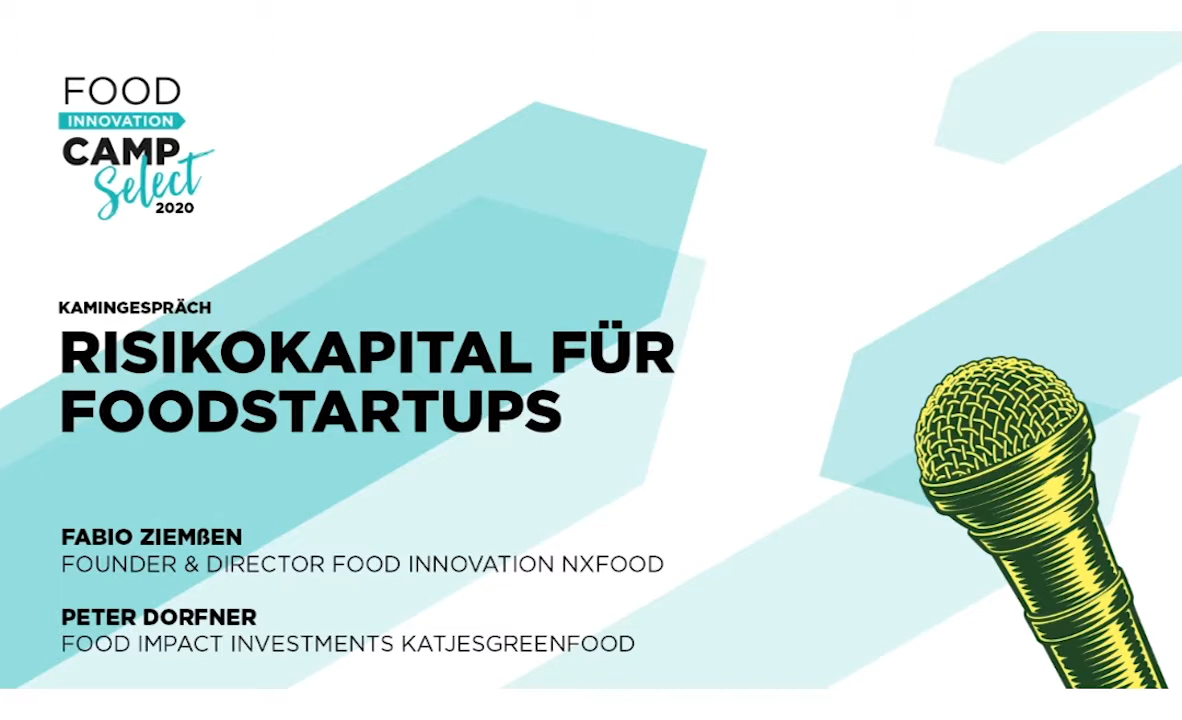 FOOD
INNOVATION
CAMP
Select
2020
KAMINGESPRÄCH
RISIKOKAPITAL FÜR
FOODSTARTUPS
FABIO ZIEMßEN
FOUNDER & DIRECTOR FOOD INNOVATION NXFOOD
PETER DORFNER
FOOD IMPACT INVESTMENTS KATJESGREENFOOD